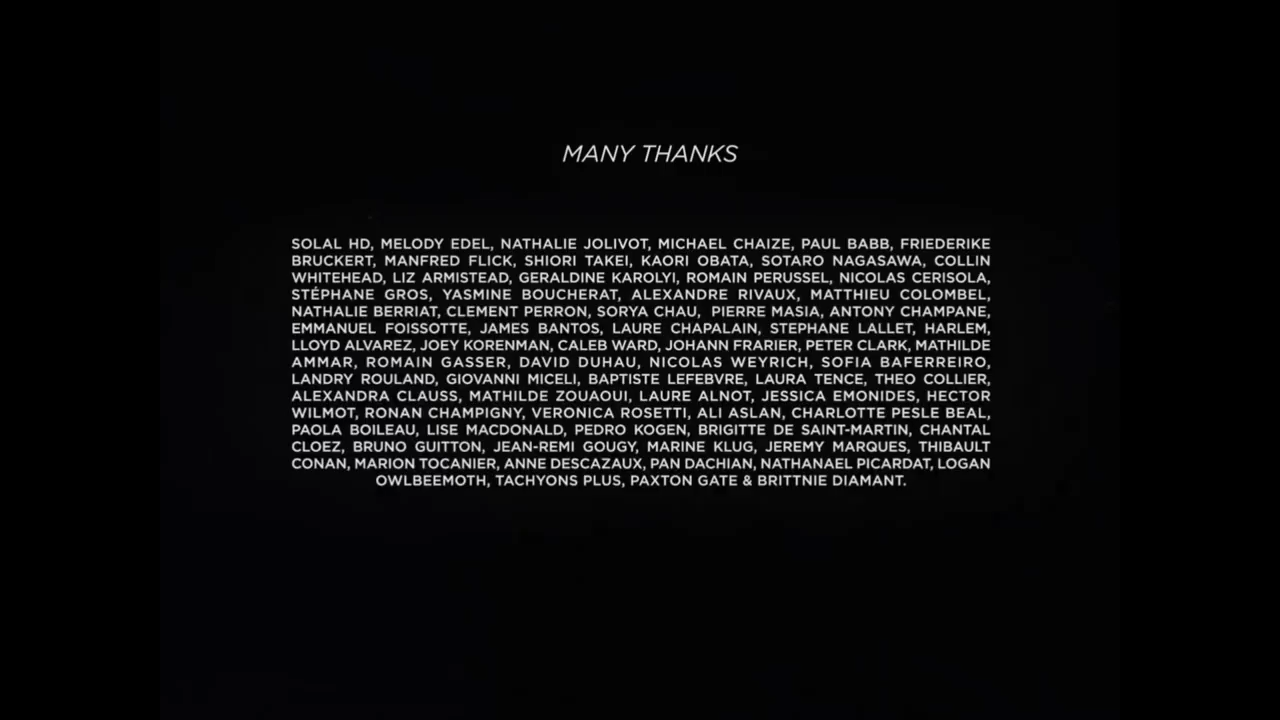 MANY THANKS
SOLAL HD, MELODY EDEL, NATHALIE JOLIVOT, MICHAEL CHAIZE, PAUL BABB, FRIEDERIKE
BRUCKERT, MANFRED FLICK, SHIORI TAKEI, KAORI OBATA, SOTARO NAGASAWA, COLLIN
WHITEHEAD, LIZ ARMISTEAD, GERALDINE KAROLYI, ROMAIN PERUSSEL, NICOLAS CERISOLA,
STÉPHANE GROS, YASMINE BOUCHERAT, ALEXANDRE RIVAUX, MATTHIEU COLOMBEL,
NATHALIE BERRIAT, CLEMENT PERRON, SORYA CHAU, PIERRE MASIA, ANTONY CHAMPANE,
EMMANUEL FOISSOTTE, JAMES BANTOS, LAURE CHAPALAIN, STEPHANE LALLET, HARLEM,
LLOYD ALVAREZ, JOEY KORENMAN, CALEB WARD, JOHANN FRARIER, PETER CLARK, MATHILDE
AMMAR, ROMAIN GASSER, DAVID DUHAU, NICOLAS WEYRICH, SOFIA BAFERREIRO,
LANDRY ROULAND, GIOVANNI MICELI, BAPTISTE LEFEBVRE, LAURA TENCE, THEO COLLIER,
ALEXANDRA CLAUSS, MATHILDE ZOUAOUI, LAURE ALNOT, JESSICA EMONIDES, HECTOR
WILMOT, RONAN CHAMPIGNY, VERONICA ROSETTI, ALI ASLAN, CHARLOTTE PESLE BEAL,
PAOLA BOILEAU, LISE MACDONALD, PEDRO KOGEN, BRIGITTE DE SAINT-MARTIN, CHANTAL
CLOEZ, BRUNO GUITTON, JEAN-REMI GOUGY, MARINE KLUG, JEREMY MARQUES, THIBAULT
CONAN, MARION TOCANIER, ANNE DESCAZAUX, PAN DACHIAN, NATHANAEL PICARDAT, LOGAN
OWLBEEMOTH, TACHYONS PLUS, PAXTON GATE & BRITTNIE DIAMANT.